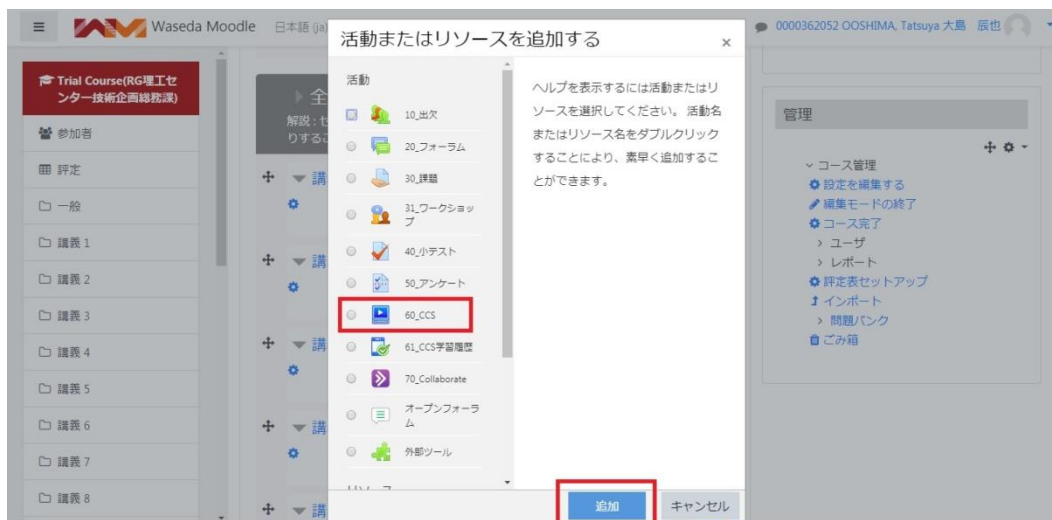 Waseda Moodle
日本語 (ja)
0000362052 OOSHIMA, Tatsuya 大島 辰也
Trial Course(RG理工セ
ンター技術企画総務課)
参加者
評定
一般
講義 1
講義 2
講義 3
講義 4
講義 5
講義 6
講義 7
講義 8
全
解説 : セ
りするこ
講
講
講
講
講
活動またはリソースを追加する
×
活動
10_出欠
20_フォーラム
30_課題
31_ワークショッ
プ
40_小テスト
50_アンケート
60_CCS
61_CCS学習履歴
70_Collaborate
オープンフォーラ
ム
外部ツール
ヘルプを表示するには活動またはリ
ソースを選択してください。 活動名
またはリソース名をダブルクリック
することにより、素早く追加するこ
とができます。
追加
キャンセル
管理
コース管理
設定を編集する
編集モードの終了
コース完了
ユーザ
レポート
評定表セットアップ
インポート
問題バンク
ごみ箱